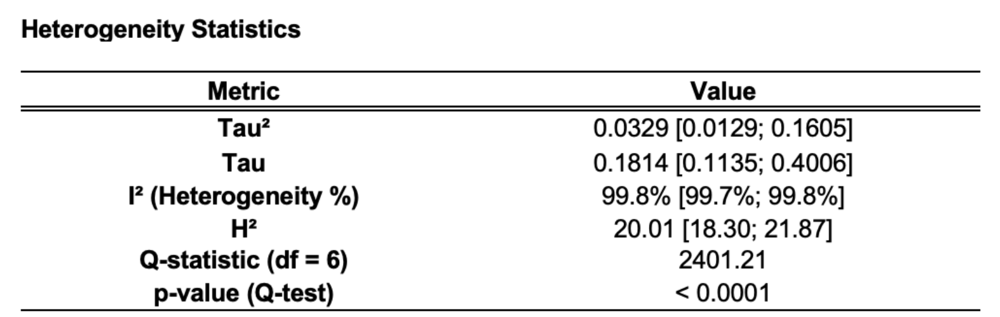 Heterogeneity Statistics
Metric Value
Tau² 0.0329 [0.0129; 0.1605]
Tau 0.1814 [0.1135; 0.4006]
I² (Heterogeneity %) 99.8% [99.7%; 99.8%]
H² 20.01 [18.30; 21.87]
Q-statistic (df = 6) 2401.21
p-value (Q-test) < 0.0001